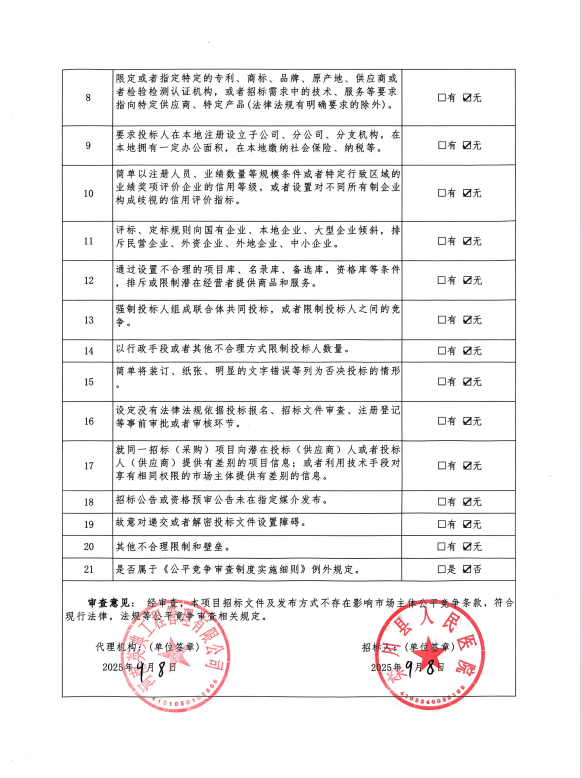 8
限定或者指定特定的专利、商标、品牌、原产地、供应商或
者检验检测认证机构，或者招标需求中的技术、服务等要求
指向特定供应商、特定产品(法律法规有明确要求的除外)。
☐有 ☑无
9
要求投标人在本地注册设立子公司、分公司、分支机构，在
本地拥有一定办公面积，在本地缴纳社会保险、纳税等。
☐有 ☑无
10
简单以注册人员、业绩数量等规模条件或者特定行政区域的
业绩奖项评价企业的信用等级，或者设置对不同所有制企业
构成歧视的信用评价指标。
☐有 ☑无
11
评标、定标规则向国有企业、本地企业、大型企业倾斜，排
斥民营企业、外资企业、外地企业、中小企业。
☐有 ☑无
12
通过设置不合理的项目库、名录库、备选库，资格库等条件
，排斥或限制潜在经营者提供商品和服务。
☐有 ☑无
13
强制投标人组成联合体共同投标，或者限制投标人之间的竞
争。
☐有 ☑无
14
以行政手段或者其他不合理方式限制投标人数量。
☐有 ☑无
15
简单将装订、纸张、明显的文字错误等列为否决投标的情形
。
☐有 ☑无
16
设定没有法律法规依据投标报名、招标文件审查、注册登记
等事前审批或者审核环节。
☐有 ☑无
17
就同一招标（采购）项目向潜在投标（供应商）人或者投标
人（供应商）提供有差别的项目信息；或者利用技术手段对
享有相同权限的市场主体提供有差别的信息。
☐有 ☑无
18
招标公告或资格预审公告未在指定媒介发布。
☐有 ☑无
19
故意对递交或者解密投标文件设置障碍。
☐有 ☑无
20
其他不合理限制和壁垒。
☐有 ☑无
21
是否属于《公平竞争审查制度实施细则》例外规定。
☐是 ☑否
审查意见： 经审查，本项目招标文件及发布方式不存在影响市场主体公平竞争条款，符合
现行法律，法规等公平竞争审查相关规定。
代理机构：（单位签章）
招标人：（单位签章）
2025年9月8日
2025年9月8日
工程管理有限公司
川县人民医院